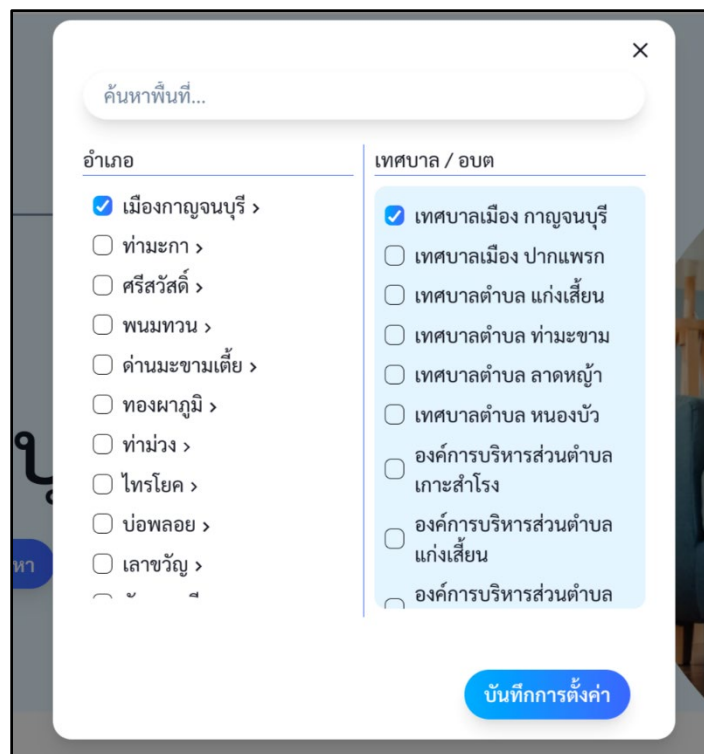 ค้นหาพื้นที่...
อำเภอ
เมืองกาญจนบุรี >
ท่ามะกา >
ศรีสวัสดิ์ >
พนมทวน >
ด่านมะขามเตี้ย >
ทองผาภูมิ >
ท่าม่วง >
ไทรโยค >
บ่อพลอย >
เลาขวัญ >
เทศบาล / อบต
เทศบาลเมือง กาญจนบุรี
เทศบาลเมือง ปากแพรก
เทศบาลตำบล แก่งเสี้ยน
เทศบาลตำบล ท่ามะขาม
เทศบาลตำบล ลาดหญ้า
เทศบาลตำบล หนองบัว
องค์การบริหารส่วนตำบล
เกาะสำโรง
องค์การบริหารส่วนตำบล
แก่งเสี้ยน
องค์การบริหารส่วนตำบล
บันทึกการตั้งค่า
หา